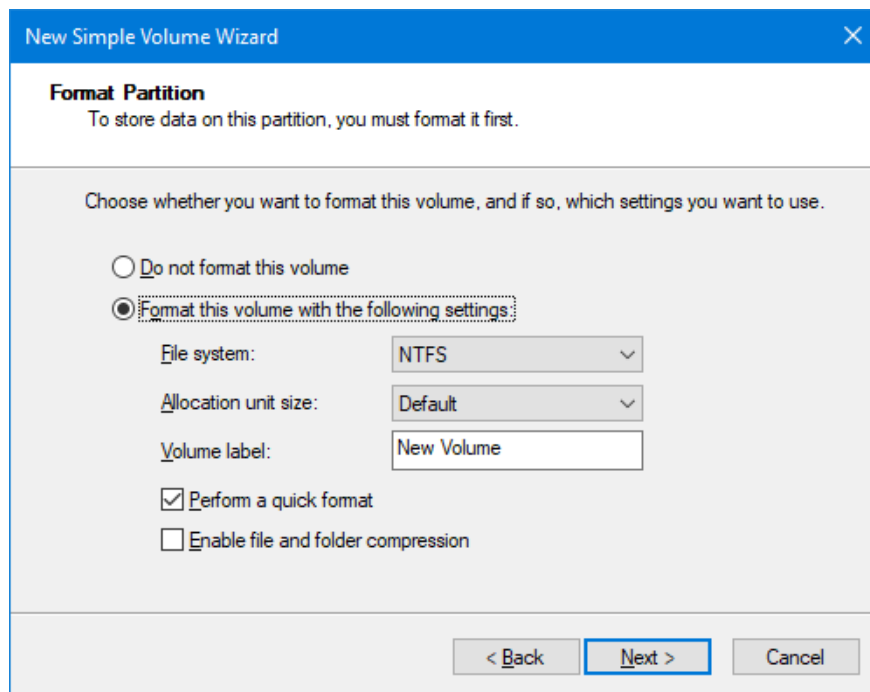 New Simple Volume Wizard
Format Partition
To store data on this partition, you must format it first.
Choose whether you want to format this volume, and if so, which settings you want to use.
Do not format this volume
Format this volume with the following settings:
File system:
NTFS
Allocation unit size:
Default
Volume label:
New Volume
Perform a quick format
Enable file and folder compression
< Back
Next >
Cancel